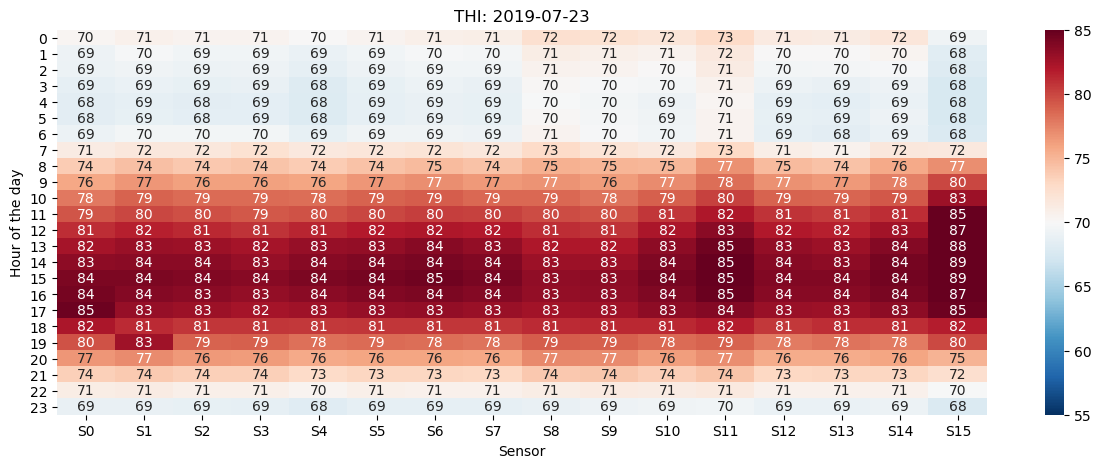 THI: 2019-07-23
Hour of the day
0 70 71 71 71 70 71 71 71 72 72 72 73 71 71 72 69
1 69 70 69 69 69 69 70 70 71 71 71 72 70 70 70 68
2 69 69 69 69 69 69 69 69 71 70 70 71 70 70 70 68
3 69 69 69 69 68 69 69 69 70 70 70 71 69 69 69 68
4 68 69 68 69 68 69 69 69 70 70 69 70 69 69 69 68
5 68 69 68 69 68 69 69 69 70 70 69 71 69 69 70 68
6 69 70 70 70 69 69 69 69 71 70 70 71 69 68 69 68
7 71 72 72 72 72 72 72 72 73 72 72 73 71 71 72 72
8 74 74 74 74 74 74 75 74 75 75 75 77 75 74 76 77
9 76 77 76 76 76 77 77 77 77 76 77 78 77 77 78 80
10 78 79 79 79 78 79 79 79 79 78 79 80 79 79 79 83
11 79 80 80 79 80 80 80 80 80 80 81 82 81 81 81 85
12 81 82 81 81 81 82 82 82 81 81 82 83 82 82 83 87
13 82 83 83 82 83 83 84 83 82 82 83 85 83 83 83 88
14 83 84 84 83 84 84 84 84 83 83 84 85 84 83 84 89
15 84 84 84 84 84 84 85 84 83 83 84 85 84 84 84 89
16 84 84 83 83 84 84 84 84 83 83 84 85 84 83 84 87
17 85 83 83 82 83 83 83 83 83 83 83 84 83 83 83 85
18 82 81 81 81 81 81 81 81 81 81 81 82 81 81 81 82
19 80 83 79 79 78 79 78 78 79 79 78 79 78 78 78 80
20 77 77 76 76 76 76 76 76 77 77 76 77 76 76 76 75
21 74 74 74 74 73 73 73 73 74 74 74 74 73 73 73 72
22 71 71 71 71 70 71 71 71 71 71 71 71 71 71 71 70
23 69 69 69 69 68 69 69 69 69 69 69 70 69 69 69 68
S0 S1 S2 S3 S4 S5 S6 S7 S8 S9 S10 S11 S12 S13 S14 S15
Sensor
85
80
75
70
65
60
55